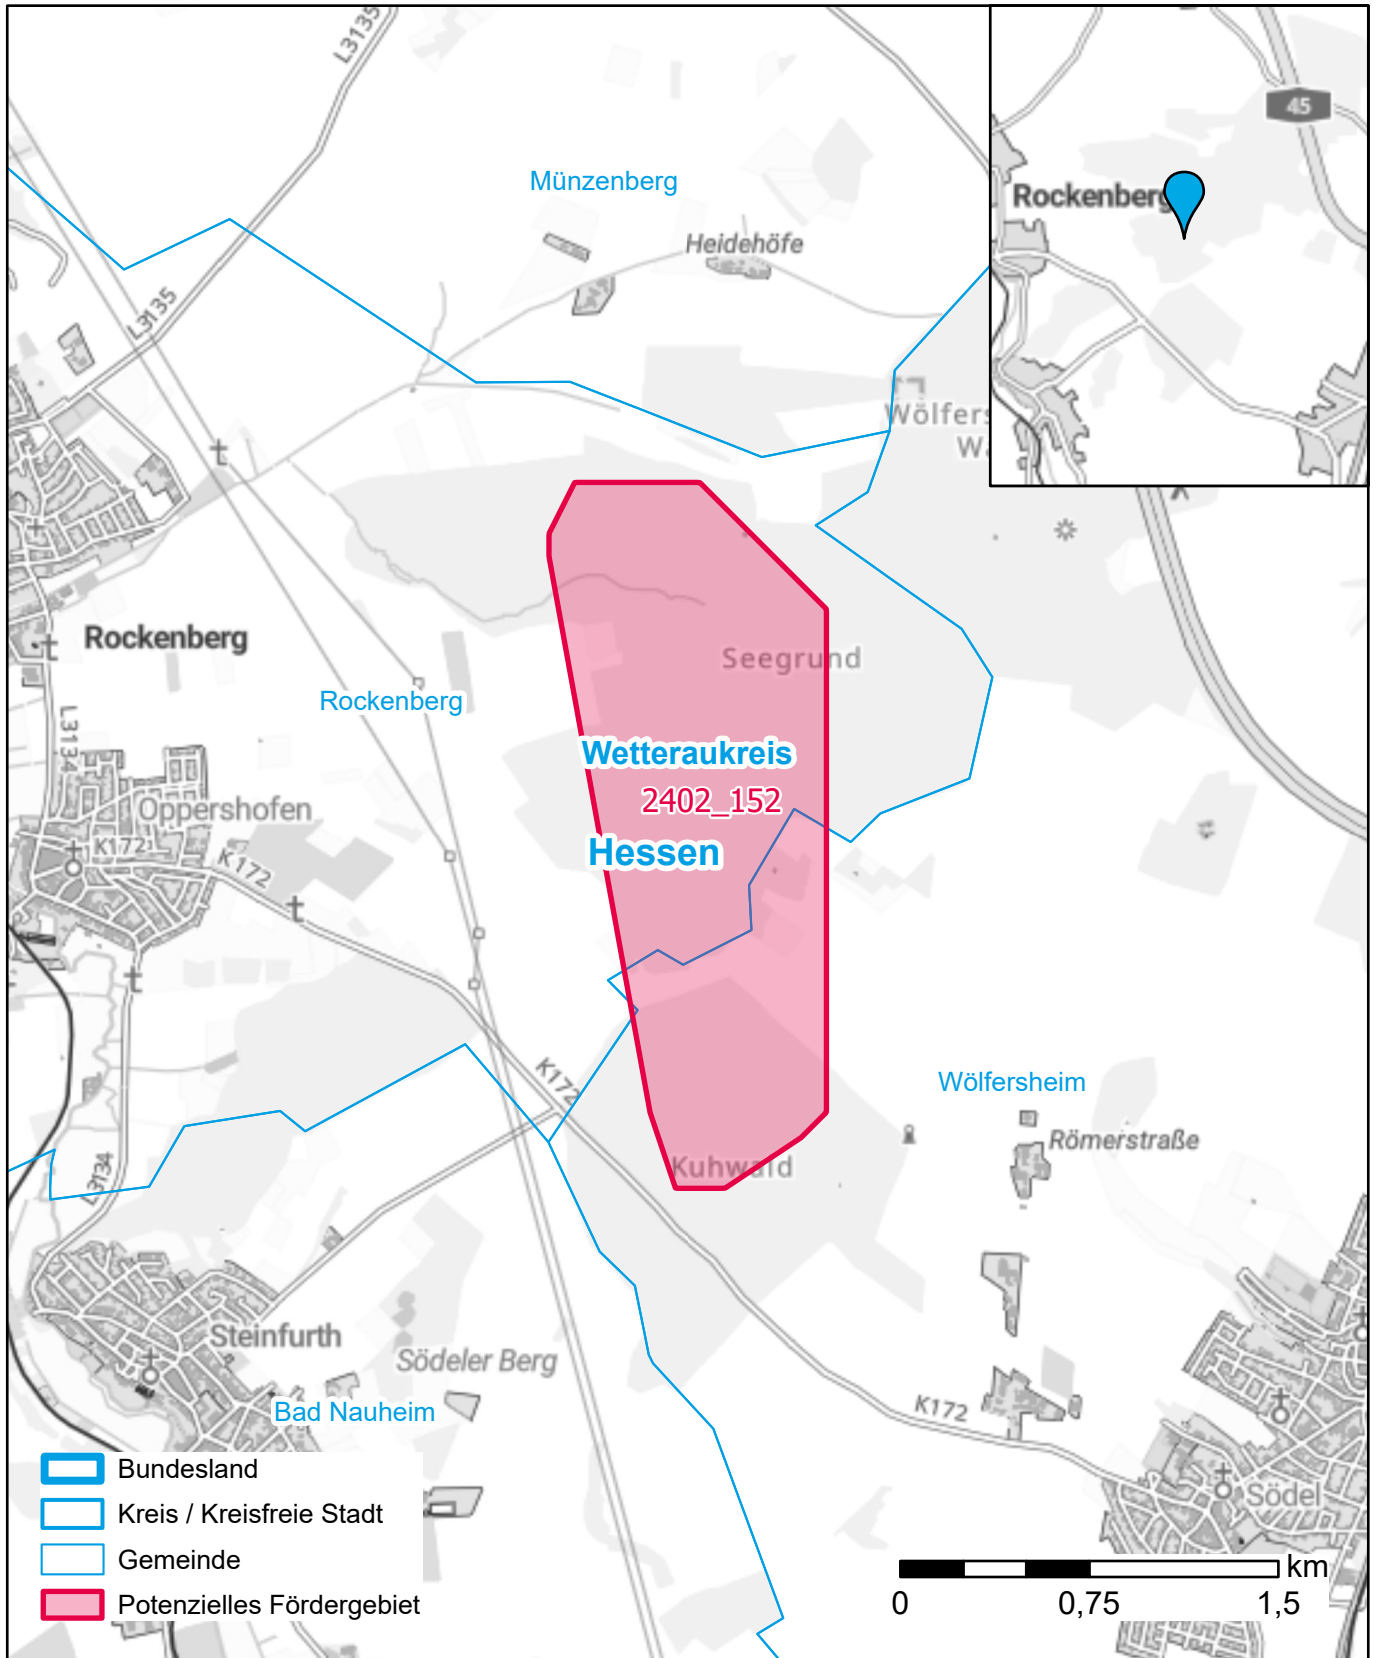 L3135
Münzenberg
Heidehöfe
45
Rockenberg
L3135
Wölfers
Seegrund
Rockenberg
Rockenberg
L3134
Wetteraukreis
2402_152
Hessen
Oppershofen
K172
K172
K172
Wölfersheim
Römerstraße
Kuhwald
L3134
Steinfurth
Södeler Berg
Bad Nauheim
K172
Södel
Bundesland
Kreis / Kreisfreie Stadt
Gemeinde
Potenzielles Fördergebiet
km
0 0,75 1,5